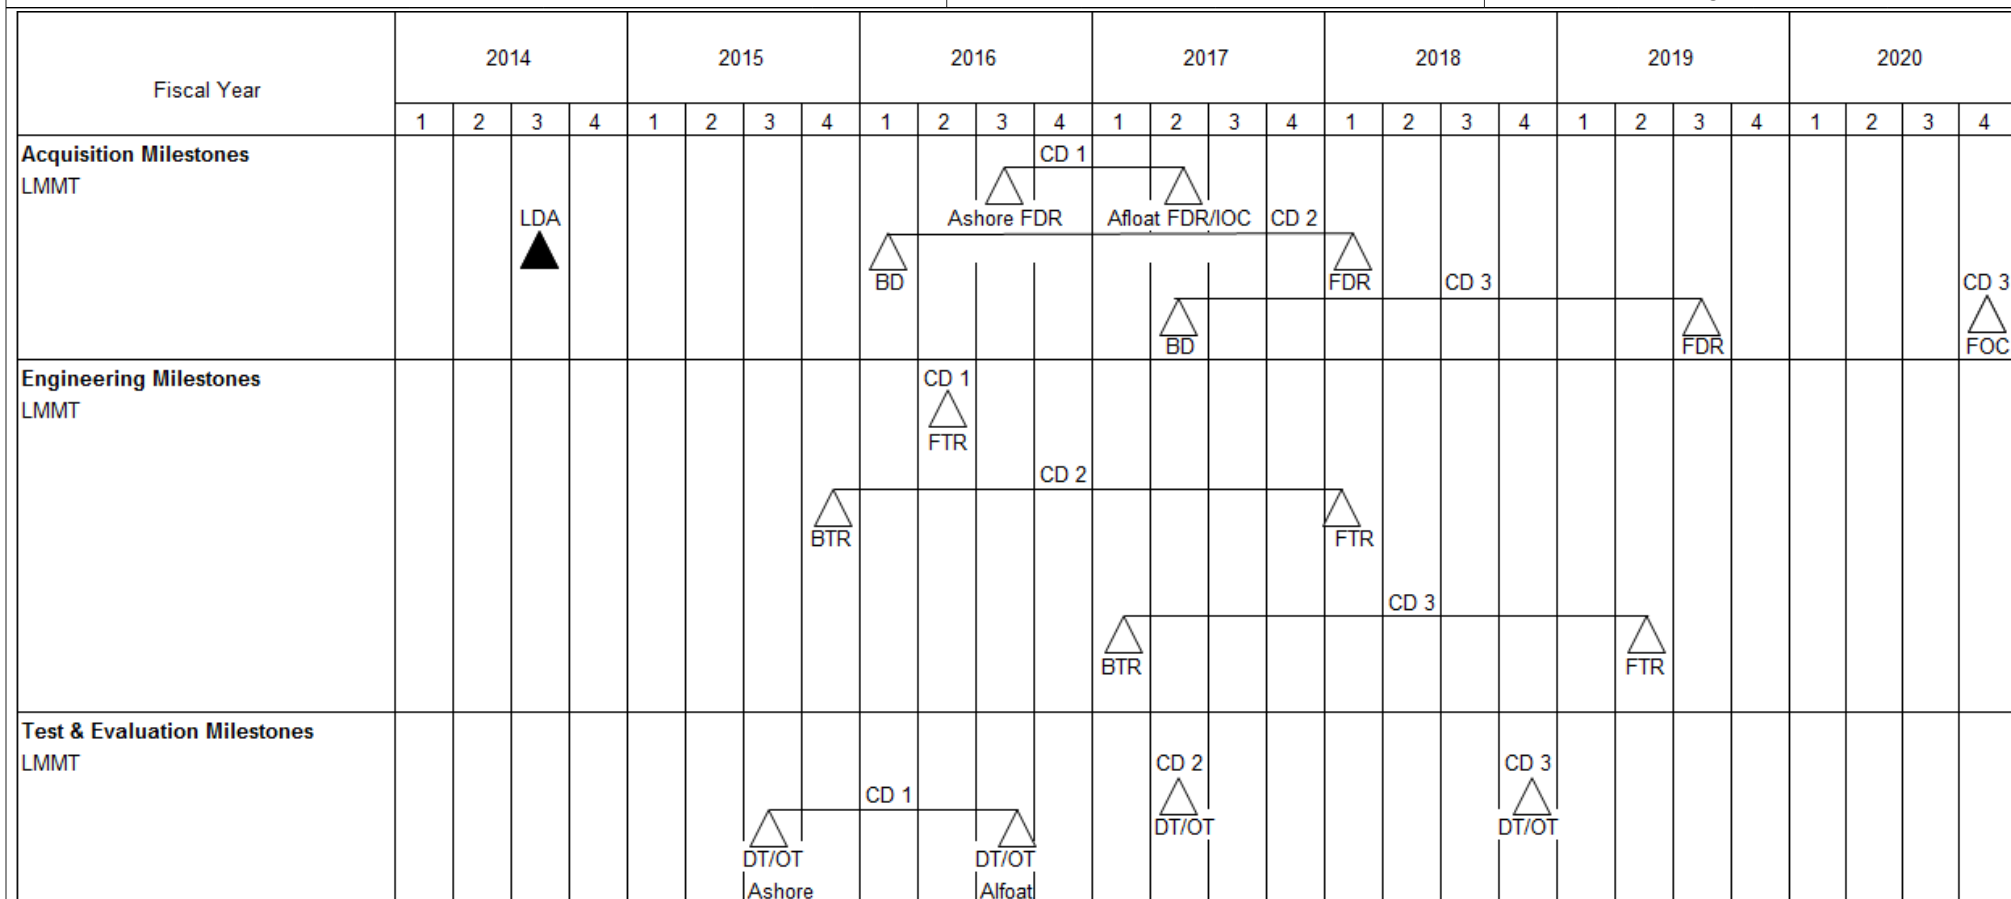 2014 2015 2016 2017 2018 2019 2020
Fiscal Year
1 2 3 4 1 2 3 4 1 2 3 4 1 2 3 4 1 2 3 4 1 2 3 4 1 2 3 4
Acquisition Milestones
CD 1
LMMT
LDA Ashore FDR Afloat FDR/IOC CD 2
BD FDR CD 3 CD 3
BD FDR FOC
Engineering Milestones
CD 1
LMMT
FTR
CD 2
BTR FTR
CD 3
BTR FTR
Test & Evaluation Milestones
LMMT CD 2 CD 3
CD 1
DT/OT DT/OT
DT/OT DT/OT
Ashore Alfoat